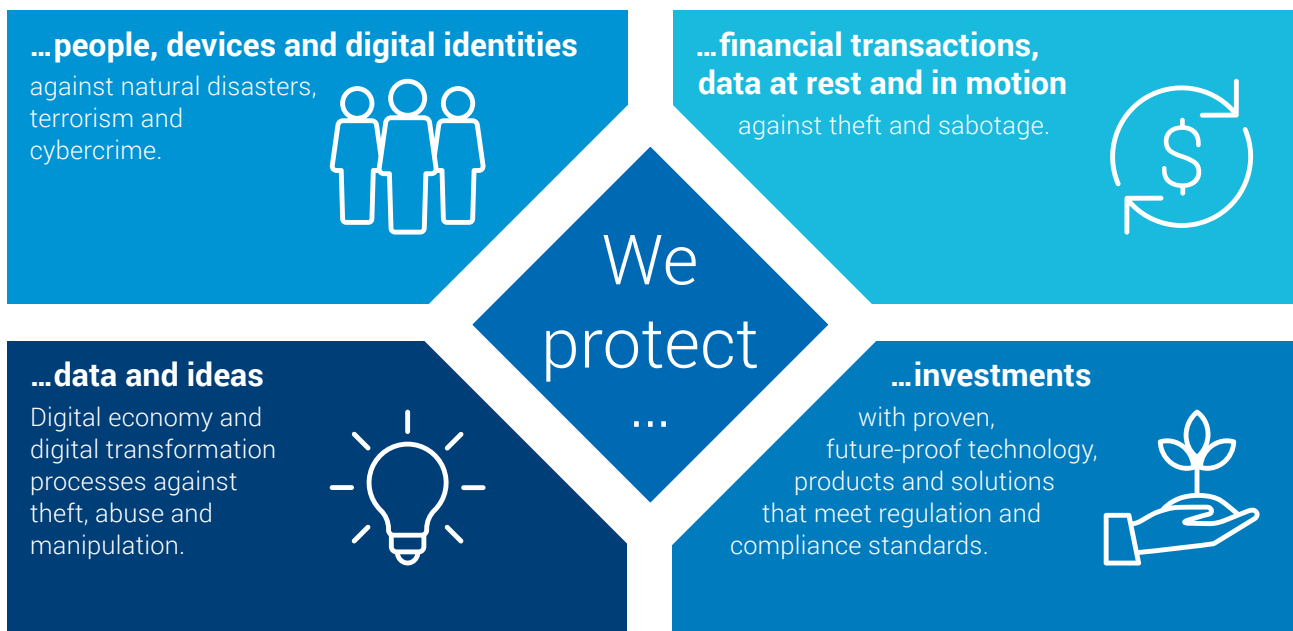 ...people, devices and digital identities
against natural disasters,
terrorism and
cybercrime.
...financial transactions,
data at rest and in motion
against theft and sabotage.
We
protect
...
...data and ideas
Digital economy and
digital transformation
processes against
theft, abuse and
manipulation.
...investments
with proven,
future-proof technology,
products and solutions
that meet regulation and
compliance standards.
$